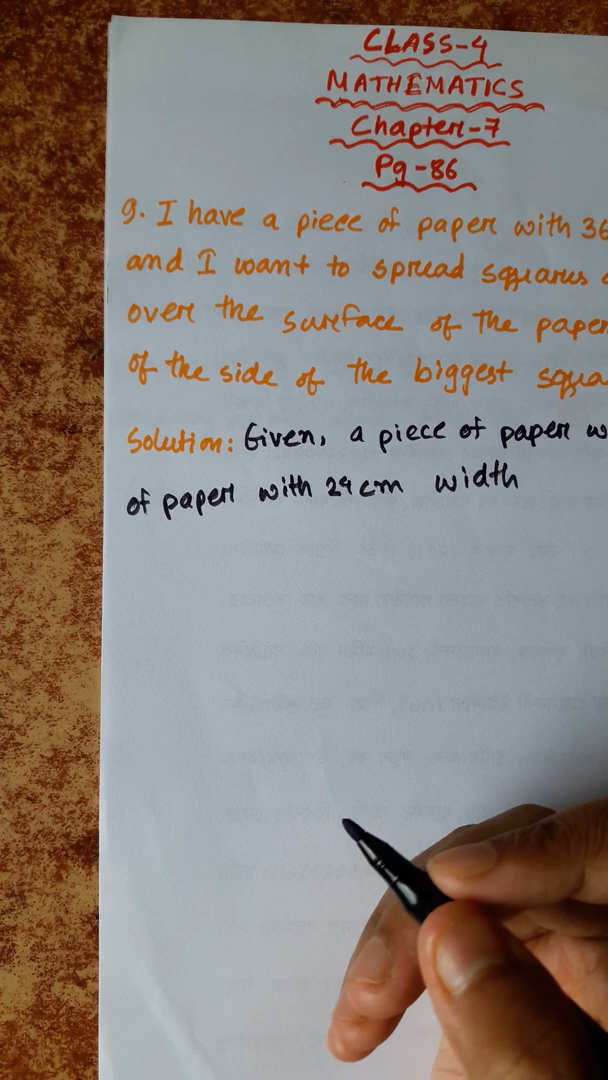 CLASS-4
MATHEMATICS
Chapter-7
Pg-86
9. I have a piece of paper with 36
and I want to spread squares
over the surface of the paper
of the side of the biggest squa
Solution: Given, a piece of paper w
of paper with 24 cm width